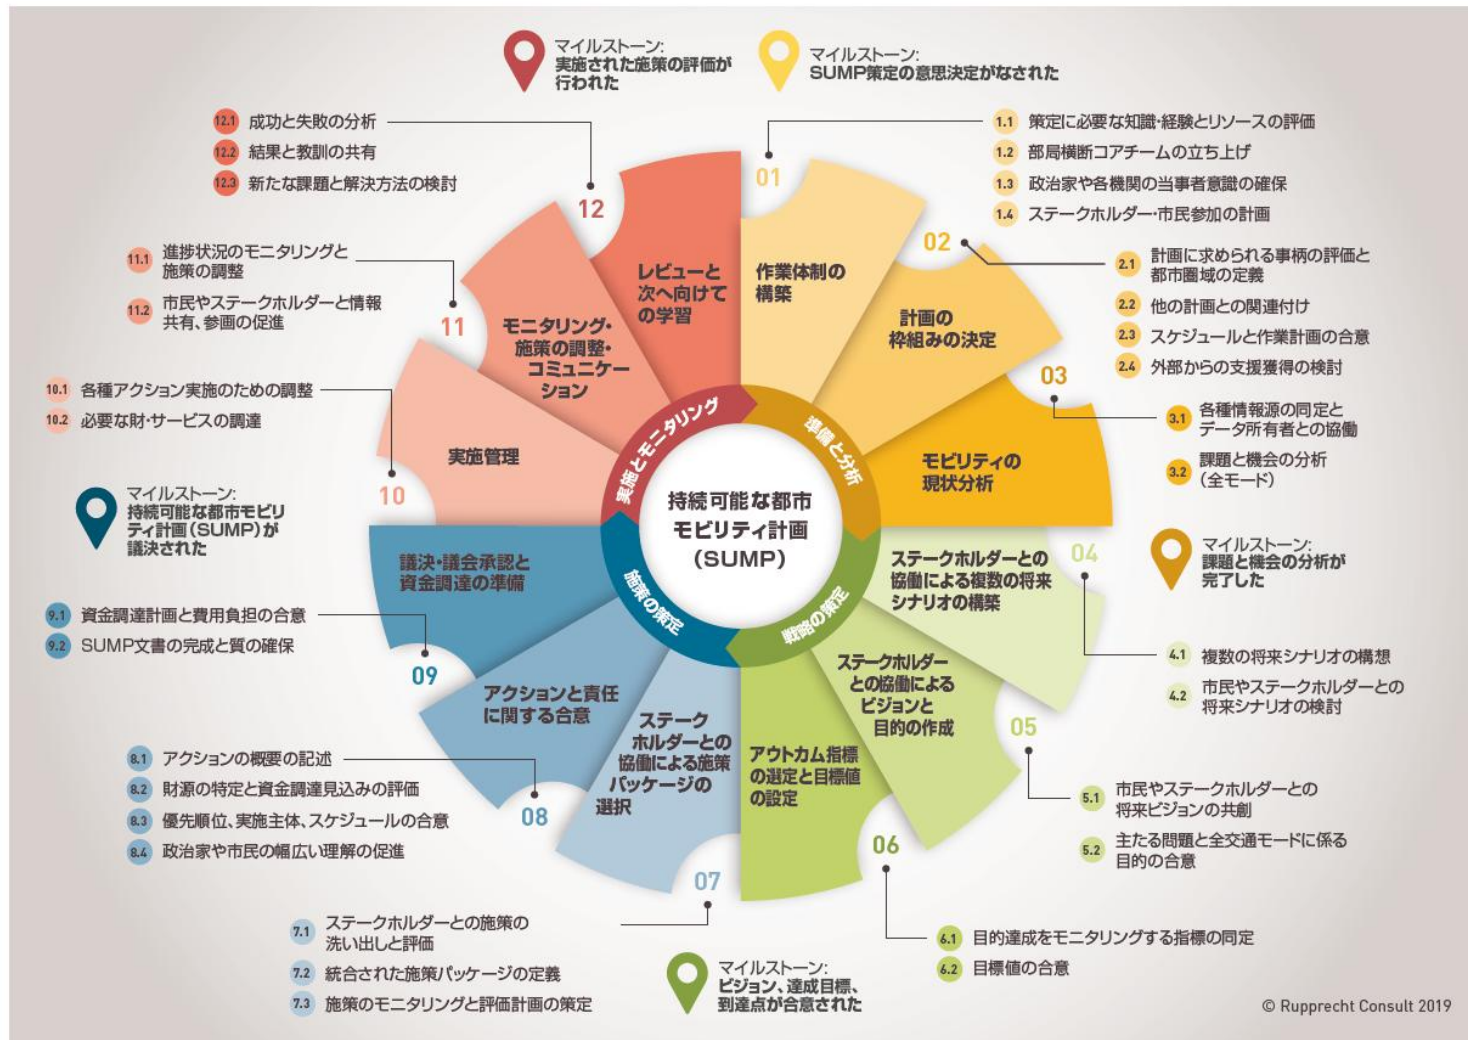 マイルストーン:
実施された施策の評価が
行われた
マイルストーン:
SUMP策定の意思決定がなされた
12.1 成功と失敗の分析
12.2 結果と教訓の共有
12.3 新たな課題と解決方法の検討
1.1 策定に必要な知識・経験とリソースの評価
1.2 部局横断コアチームの立ち上げ
1.3 政治家や各機関の当事者意識の確保
1.4 ステークホルダー・市民参加の計画
11.1 進捗状況のモニタリングと
施策の調整
11.2 市民やステークホルダーと情報
共有、参画の促進
2.1 計画に求められる事柄の評価と
都市圏域の定義
2.2 他の計画との関連付け
2.3 スケジュールと作業計画の合意
2.4 外部からの支援獲得の検討
10.1 各種アクション実施のための調整
10.2 必要な財・サービスの調達
3.1 各種情報源の同定と
データ所有者との協働
3.2 課題と機会の分析
(全モード)
マイルストーン:
持続可能な都市モビリ
ティ計画(SUMP)が
議決された
マイルストーン:
課題と機会の分析が
完了した
9.1 資金調達計画と費用負担の合意
9.2 SUMP文書の完成と質の確保
4.1 複数の将来シナリオの構想
4.2 市民やステークホルダーとの
将来シナリオの検討
8.1 アクションの概要の記述
8.2 財源の特定と資金調達見込みの評価
8.3 優先順位、実施主体、スケジュールの合意
8.4 政治家や市民の幅広い理解の促進
5.1 市民やステークホルダーとの
将来ビジョンの共創
5.2 主たる問題と全交通モードに係る
目的の合意
7.1 ステークホルダーとの施策の
洗い出しと評価
7.2 統合された施策パッケージの定義
7.3 施策のモニタリングと評価計画の策定
6.1 目的達成をモニタリングする指標の同定
6.2 目標値の合意
マイルストーン:
ビジョン、達成目標、
到達点が合意された
01
作業体制の
構築
02
計画の
枠組みの決定
03
モビリティの
現状分析
04
ステークホルダーとの
協働による複数の将来
シナリオの構築
05
ステークホルダー
との協働による
ビジョンと
目的の作成
06
アウトカム指標
の選定と目標値
の設定
07
ステーク
ホルダーとの
協働による施策
パッケージの
選択
08
アクションと責任
に関する合意
09
議決・議会承認と
資金調達の準備
10
実施管理
11
モニタリング・
施策の調整・
コミュニケー
ション
12
レビューと
次へ向けて
の学習
準備と分析
戦略の策定
施策の策定
実施とモニタリング
持続可能な都市
モビリティ計画
(SUMP)
© Rupprecht Consult 2019